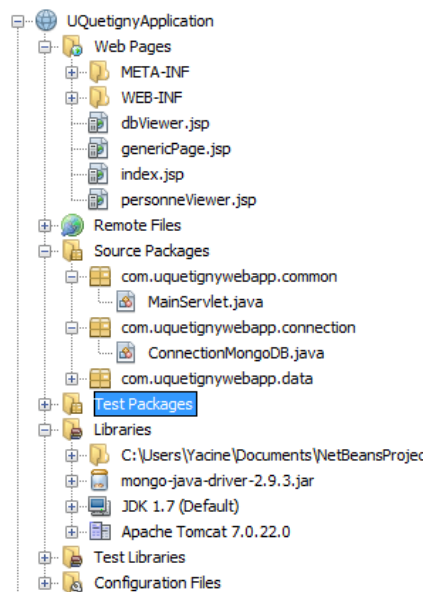 UQuetignyApplication
Web Pages
META-INF
WEB-INF
dbViewer.jsp
genericPage.jsp
index.jsp
personneViewer.jsp
Remote Files
Source Packages
com.uquetignywebapp.common
MainServlet.java
com.uquetignywebapp.connection
ConnectionMongoDB.java
com.uquetignywebapp.data
Test Packages
Libraries
C:\Users\Yacine\Documents\NetBeansProjec
mongo-java-driver-2.9.3.jar
JDK 1.7 (Default)
Apache Tomcat 7.0.22.0
Test Libraries
Configuration Files